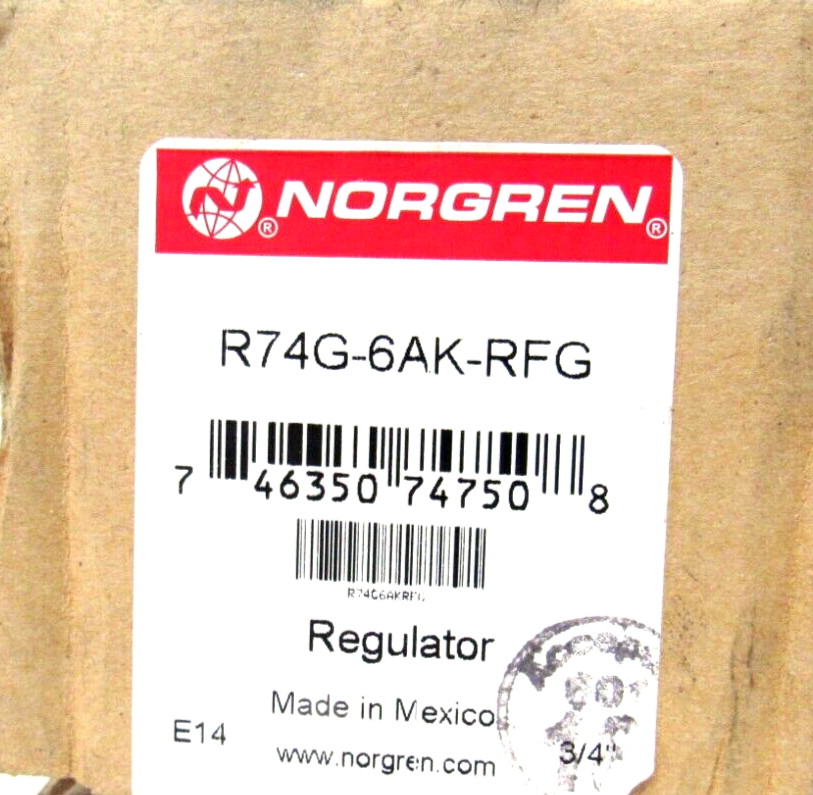 N® NORGREN®
R74G-6AK-RFG
7 46350 74750 8
R74G6AKRFG
Regulator
Made in Mexico
E14
www.norgren.com
3/4"